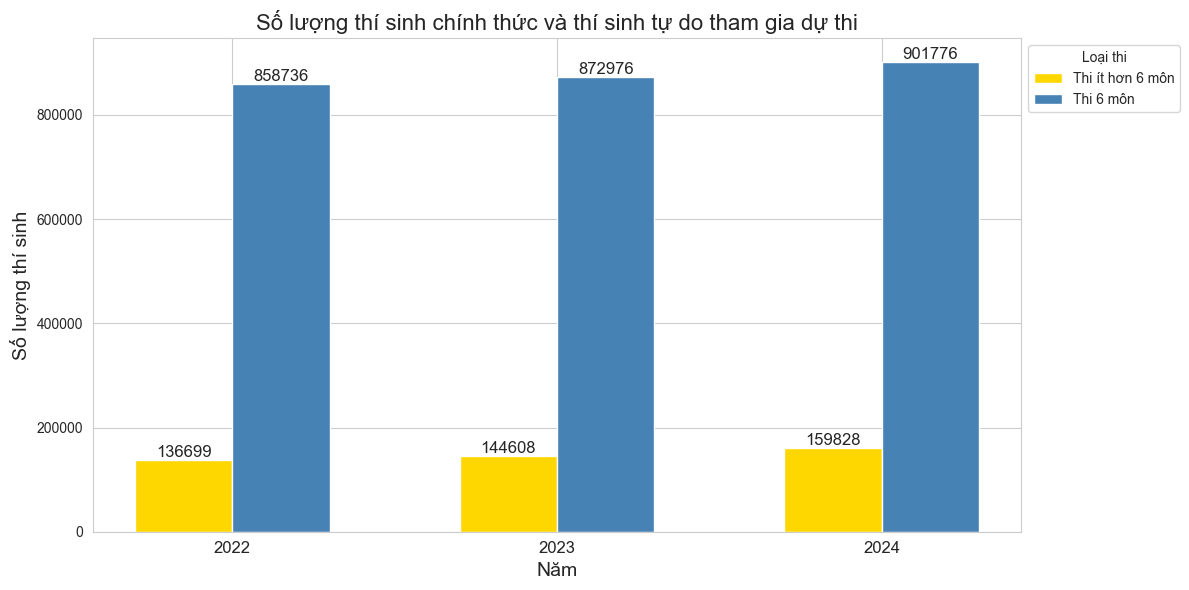 Số lượng thí sinh chính thức và thí sinh tự do tham gia dự thi
Loại thi
Thi ít hơn 6 môn
Thi 6 môn
Số lượng thí sinh
800000
600000
400000
200000
0
136699
858736
144608
872976
159828
901776
2022
2023
2024
Năm